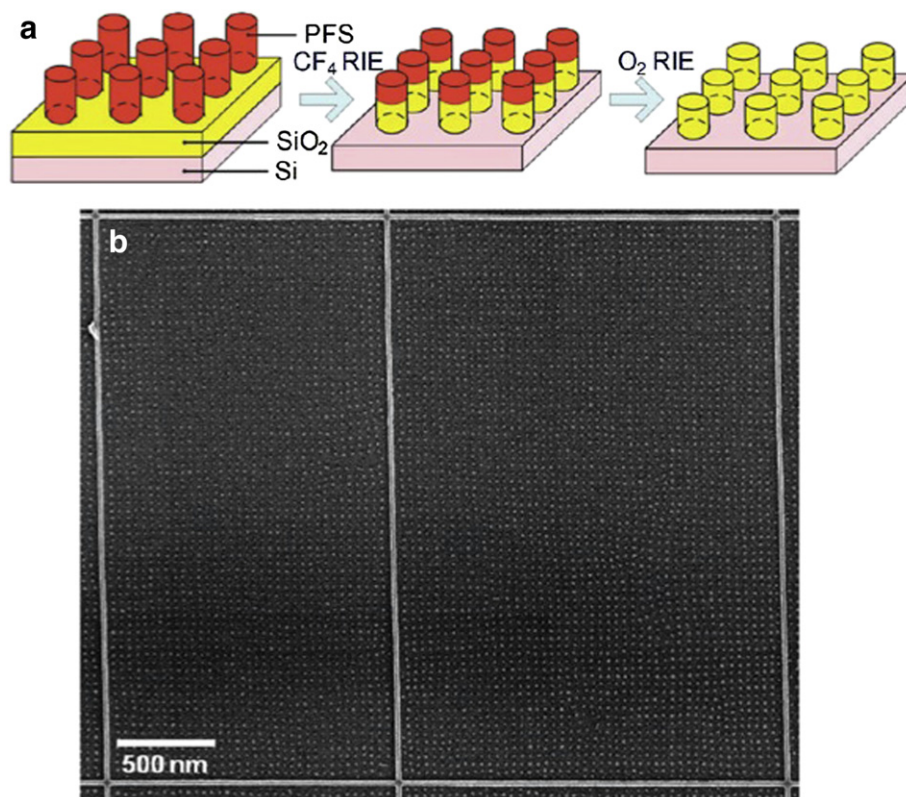 a
PFS
CF₄ RIE
O₂ RIE
SiO₂
Si
b
500 nm